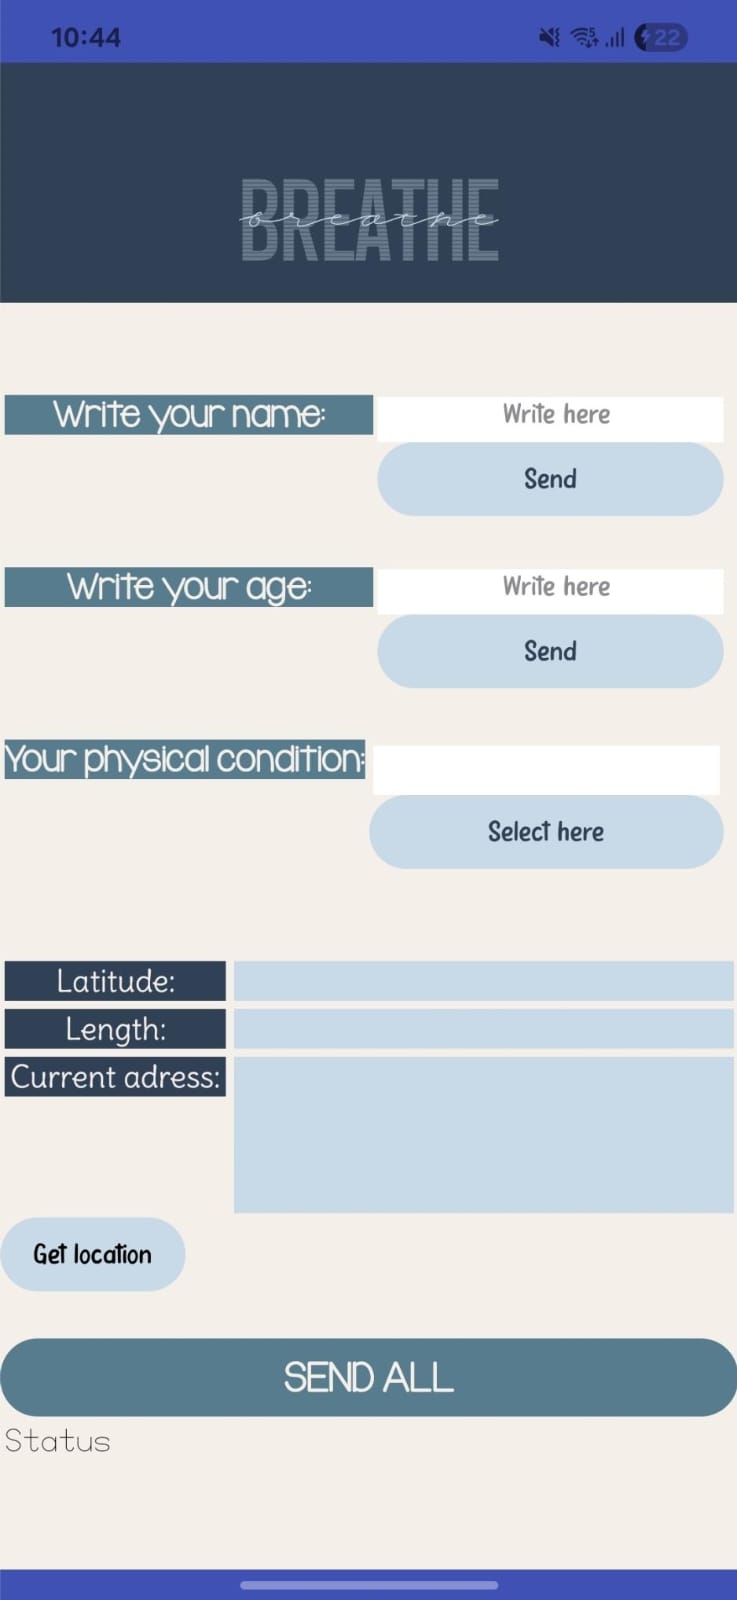 10:44
22
BREATHE
breathe
Write your name:
Write here
Send
Write your age:
Write here
Send
Your physical condition:
Select here
Latitude:
Length:
Current adress:
Get location
SEND ALL
Status